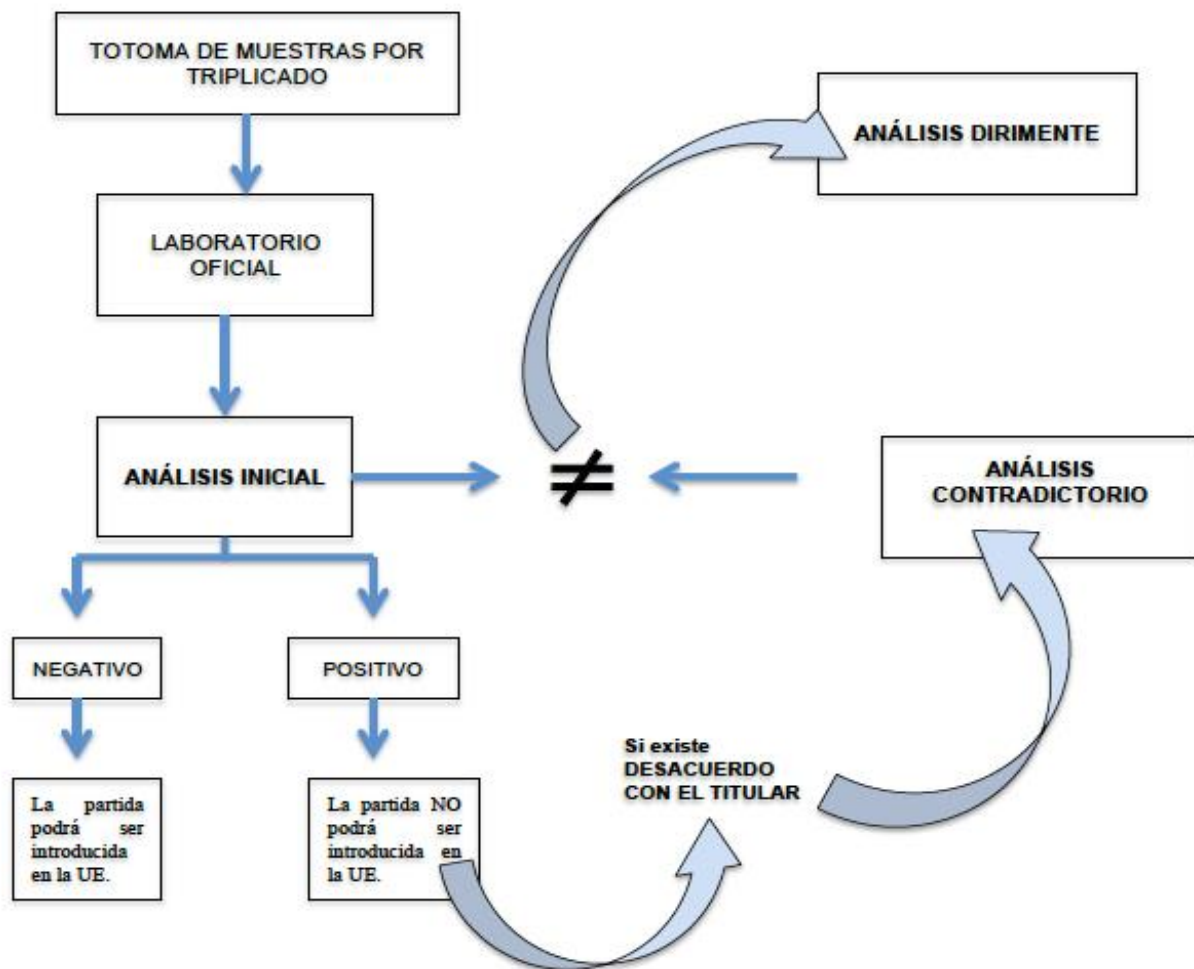 TOTOMA DE MUESTRAS POR
TRIPLICADO
ANÁLISIS DIRIMENTE
LABORATORIO
OFICIAL
ANÁLISIS INICIAL
≠
ANÁLISIS
CONTRADICTORIO
NEGATIVO
POSITIVO
Si existe
DESACUERDO
CON EL TITULAR
La partida
podrá ser
introducida
en la UE.
La partida NO
podrá ser
introducida en
la UE.